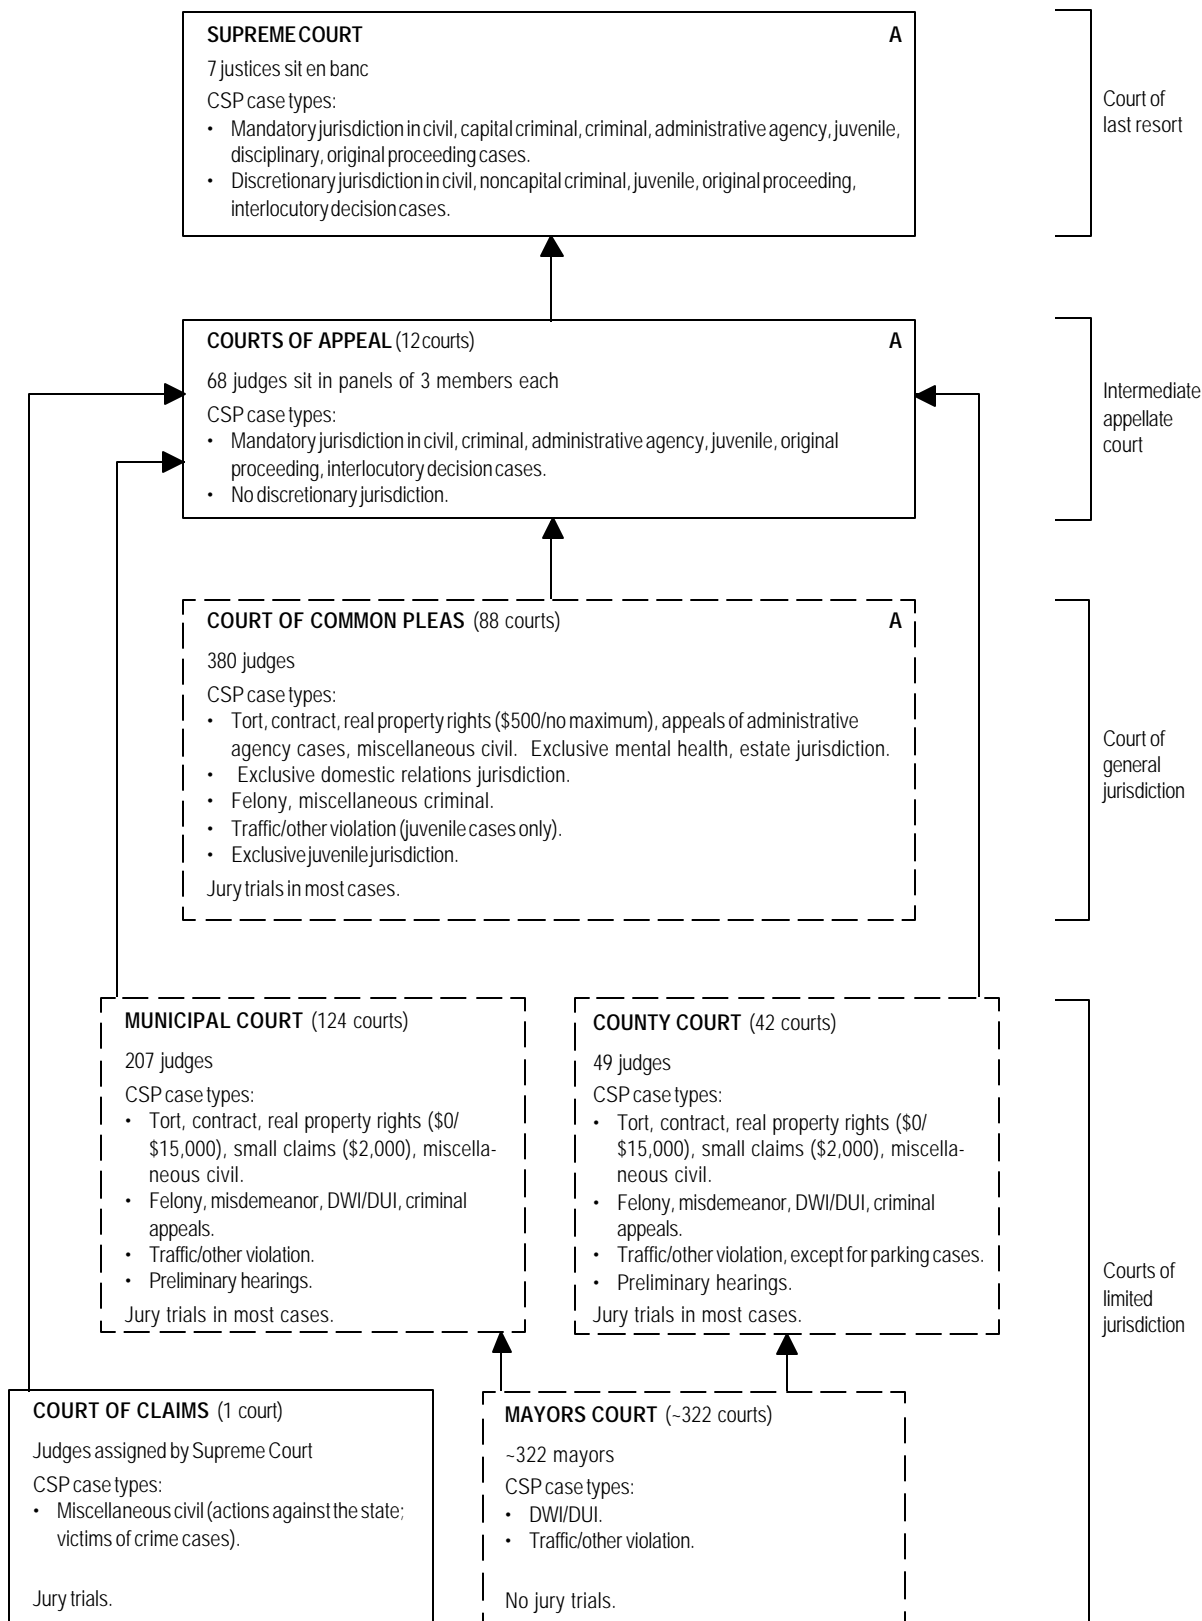 SUPREME COURT A
7 justices sit en banc
CSP case types:
• Mandatory jurisdiction in civil, capital criminal, criminal, administrative agency, juvenile,
disciplinary, original proceeding cases.
• Discretionary jurisdiction in civil, noncapital criminal, juvenile, original proceeding,
interlocutory decision cases.
Court of
last resort
COURTS OF APPEAL (12 courts) A
68 judges sit in panels of 3 members each
CSP case types:
• Mandatory jurisdiction in civil, criminal, administrative agency, juvenile, original
proceeding, interlocutory decision cases.
• No discretionary jurisdiction.
Intermediate
appellate
court
COURT OF COMMON PLEAS (88 courts) A
380 judges
CSP case types:
• Tort, contract, real property rights ($500/no maximum), appeals of administrative
agency cases, miscellaneous civil. Exclusive mental health, estate jurisdiction.
• Exclusive domestic relations jurisdiction.
• Felony, miscellaneous criminal.
• Traffic/other violation (juvenile cases only).
• Exclusive juvenile jurisdiction.
Jury trials in most cases.
Court of
general
jurisdiction
MUNICIPAL COURT (124 courts)
207 judges
CSP case types:
• Tort, contract, real property rights ($0/
$15,000), small claims ($2,000), miscella-
neous civil.
• Felony, misdemeanor, DWI/DUI, criminal
appeals.
• Traffic/other violation.
• Preliminary hearings.
Jury trials in most cases.
COUNTY COURT (42 courts)
49 judges
CSP case types:
• Tort, contract, real property rights ($0/
$15,000), small claims ($2,000), miscella-
neous civil.
• Felony, misdemeanor, DWI/DUI, criminal
appeals.
• Traffic/other violation, except for parking cases.
• Preliminary hearings.
Jury trials in most cases.
Courts of
limited
jurisdiction
COURT OF CLAIMS (1 court)
Judges assigned by Supreme Court
CSP case types:
• Miscellaneous civil (actions against the state;
victims of crime cases).
Jury trials.
MAYORS COURT (~322 courts)
~322 mayors
CSP case types:
• DWI/DUI.
• Traffic/other violation.
No jury trials.